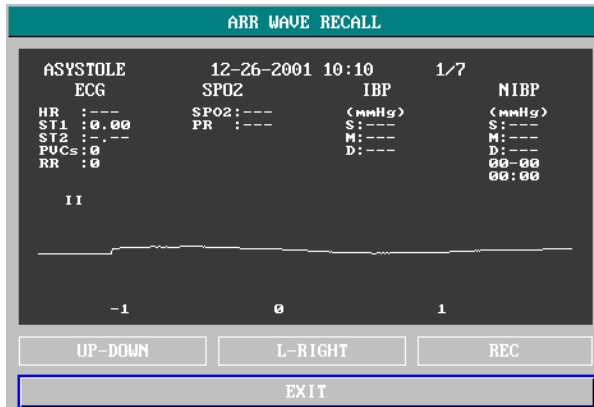 ARR WAVE RECALL
ASYSTOLE 12-26-2001 10:10 1/7
ECG SPO2 IBP NIBP
HR :--- SPO2:--- (mmHg) (mmHg)
ST1 :0.00 PR :--- S:--- S:---
ST2 :-.-- M:--- M:---
PVCs:0 D:--- D:---
RR :0 00-00
00:00
II
-1 0 1
UP-DOWN L-RIGHT REC
EXIT